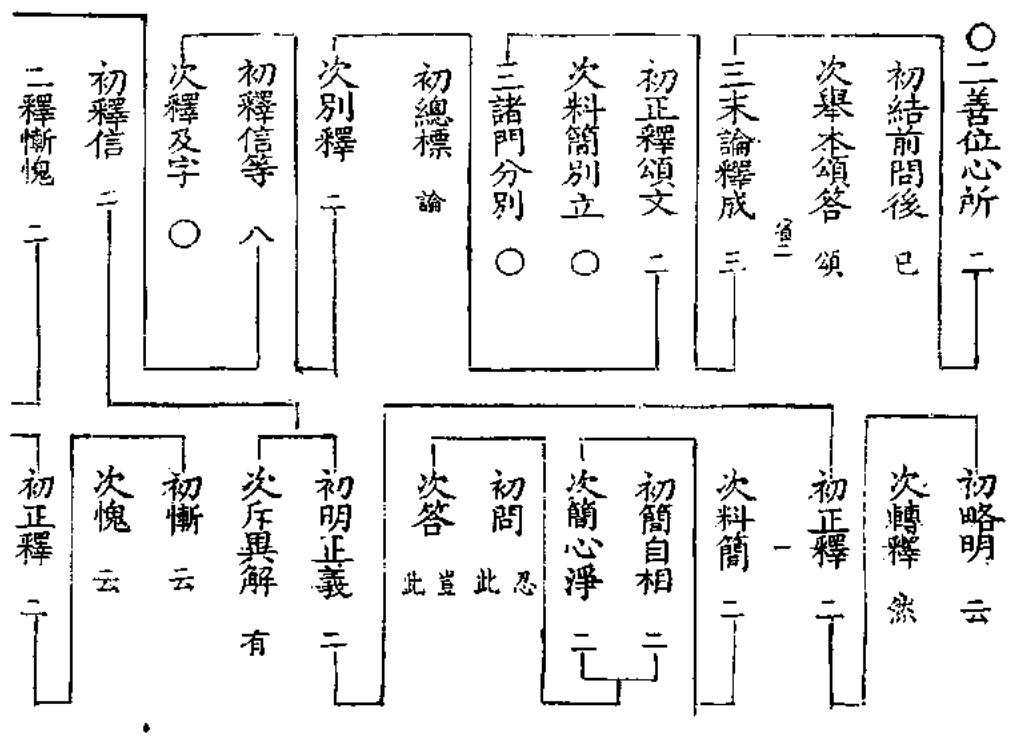 〇二善位心所 二
初結前問後 已
次舉本頌答 頌
三末論釋成 三
初正釋頌文 二
次料簡別立 〇
三諸門分別 〇
初總標 論
次別釋 二
初釋信等 八
次釋及字 〇
初釋信 二
二釋慚愧 二
初略明 云
次轉釋 然
初正釋 二
一
次料簡 二
初簡自相 二
次簡心淨 二
初問 忍此
次答 豈此
初明正義 二
次斥異解 有
初慚 云
次愧 云
初正釋 二